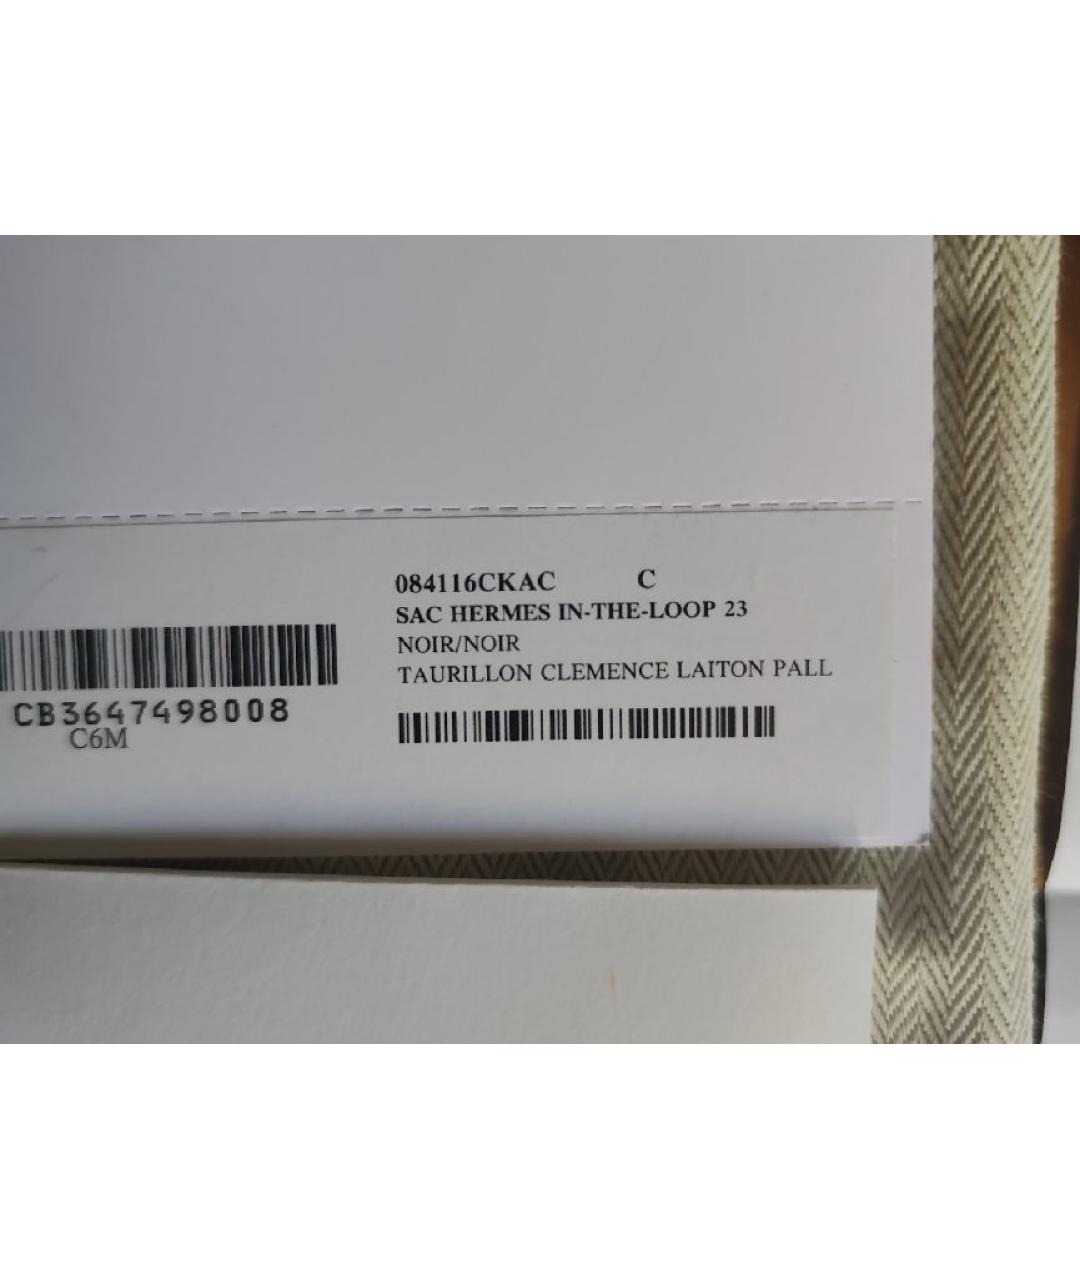 084116CKAC C
SAC HERMES IN-THE-LOOP 23
NOIR/NOIR
TAURILLON CLEMENCE LAITON PALL
CB3647498008
C6M